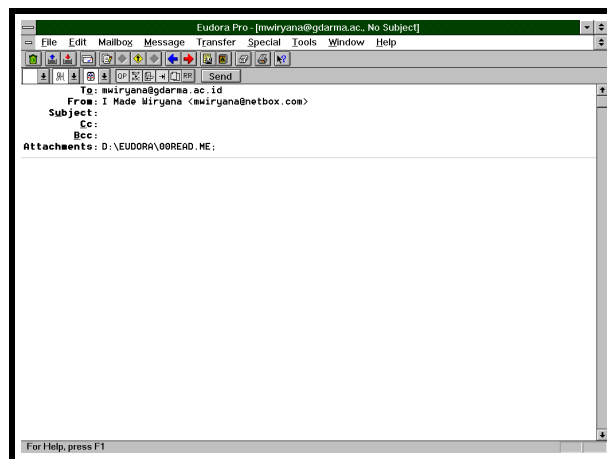 Eudora Pro - [mwiryana@gdarma.ac., No Subject]
File Edit Mailbox Message Transfer Special Tools Window Help
QP RR Send
To: mwiryana@gdarma.ac.id
From: I Made Wiryana <mwiryana@netbox.com>
Subject:
Cc:
Bcc:
Attachments: D:\EUDORA\00READ.ME;
For Help, press F1